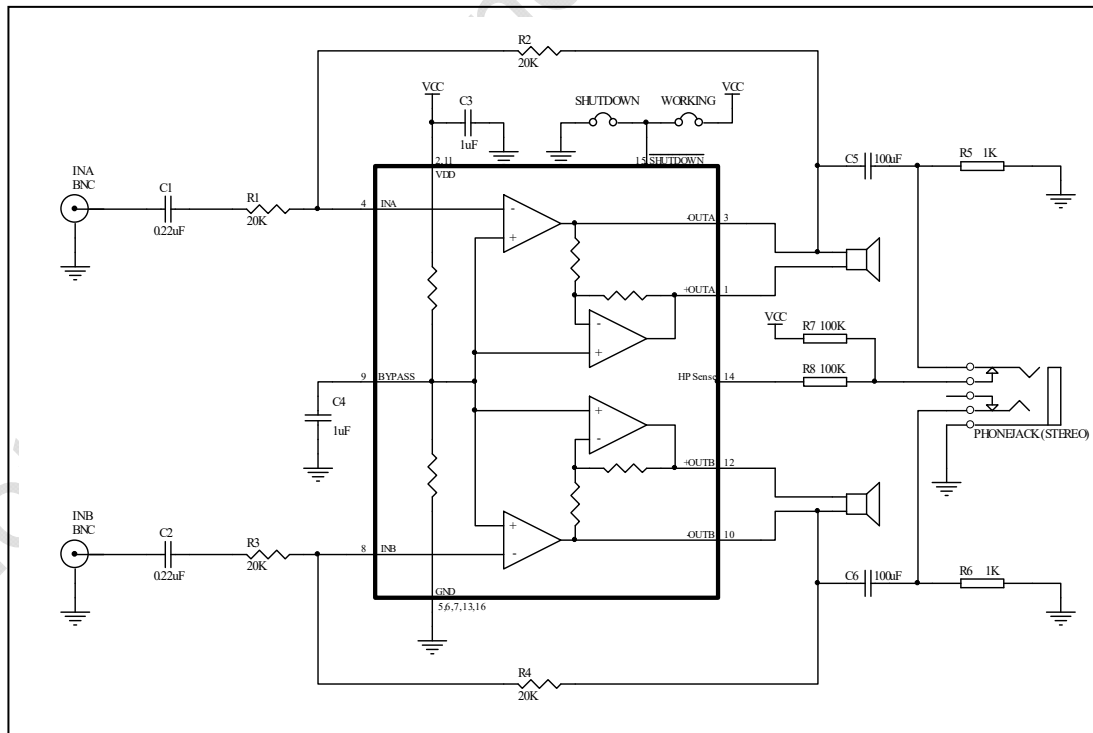 R2
20K
VCC
C3
1uF
SHUTDOWN
WORKING
VCC
2, 11
VDD
15
SHUTDOWN
INA
BNC
C1
0.22uF
R1
20K
4
INA
-
+
-OUTA
3
C5
100uF
R5 1K
+OUTA
1
-
+
VCC
R7 100K
HP Sense
14
R8 100K
9
BYPASS
C4
1uF
+
-
PHONEJACK (STEREO)
+OUTB
12
INB
BNC
C2
0.22uF
R3
20K
8
INB
+
-
-OUTB
10
C6
100uF
R6 1K
GND
5,6,7,13,16
R4
20K